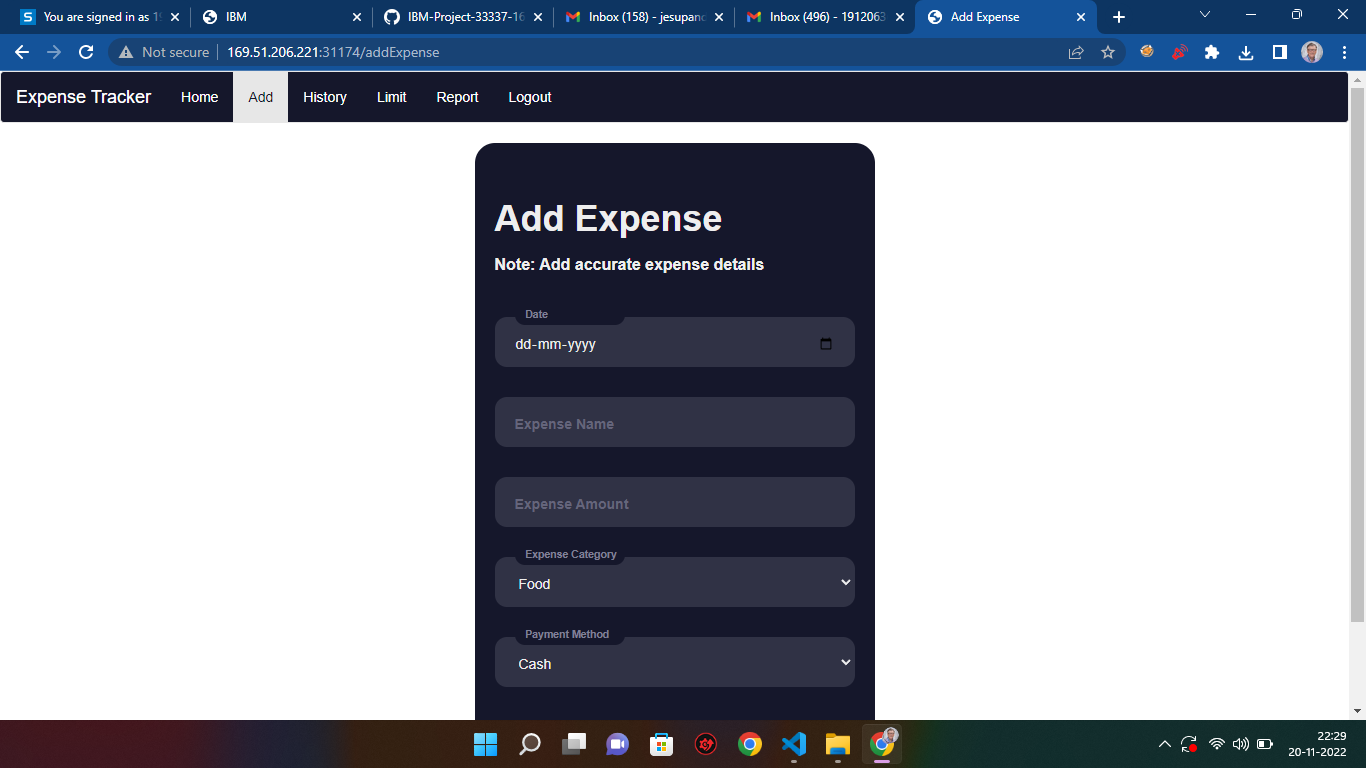 You are signed in as 19
IBM
IBM-Project-33337-16
Inbox (158) - jesupand
Inbox (496) - 1912063
Add Expense
Not secure
169.51.206.221:31174/addExpense
Expense Tracker
Home
Add
History
Limit
Report
Logout
Add Expense
Note: Add accurate expense details
Date
dd-mm-yyyy
Expense Name
Expense Amount
Expense Category
Food
Payment Method
Cash
22:29
20-11-2022